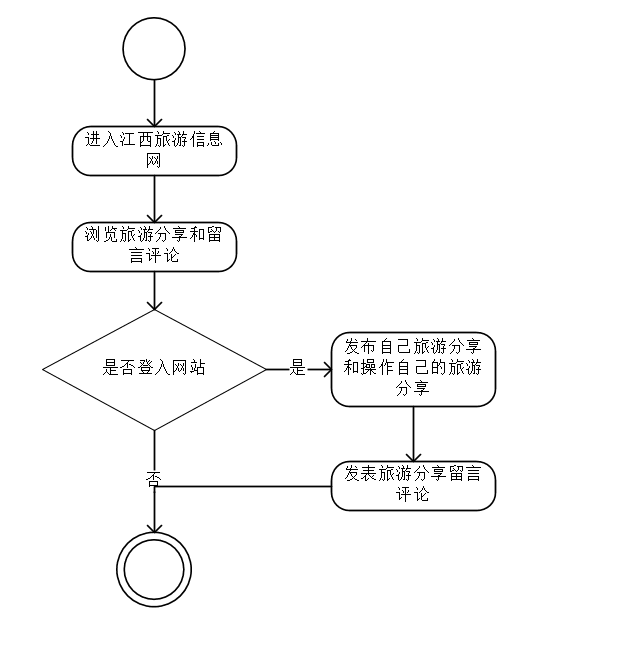 进入江西旅游信息
网
浏览旅游分享和留
言评论
是否登入网站
是
发布自己旅游分享
和操作自己的旅游
分享
否
发表旅游分享留言
评论